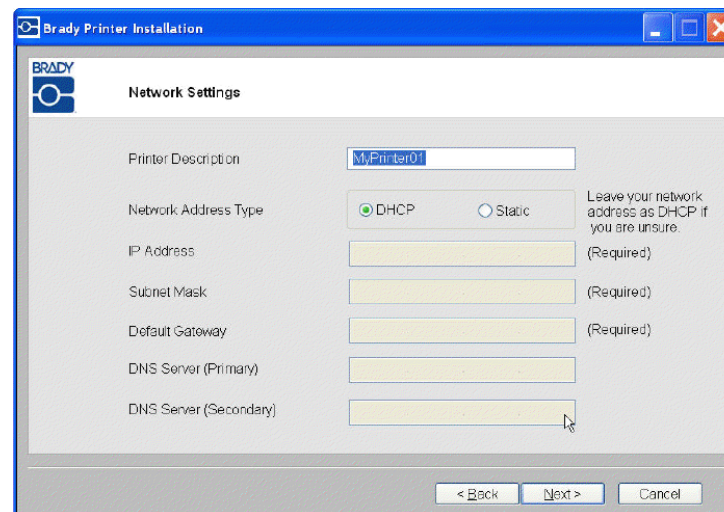 Brady Printer Installation
BRADY
Network Settings
Printer Description
MyPrinter01
Network Address Type
DHCP
Static
Leave your network
address as DHCP if
you are unsure.
IP Address
(Required)
Subnet Mask
(Required)
Default Gateway
(Required)
DNS Server (Primary)
DNS Server (Secondary)
< Back
Next >
Cancel